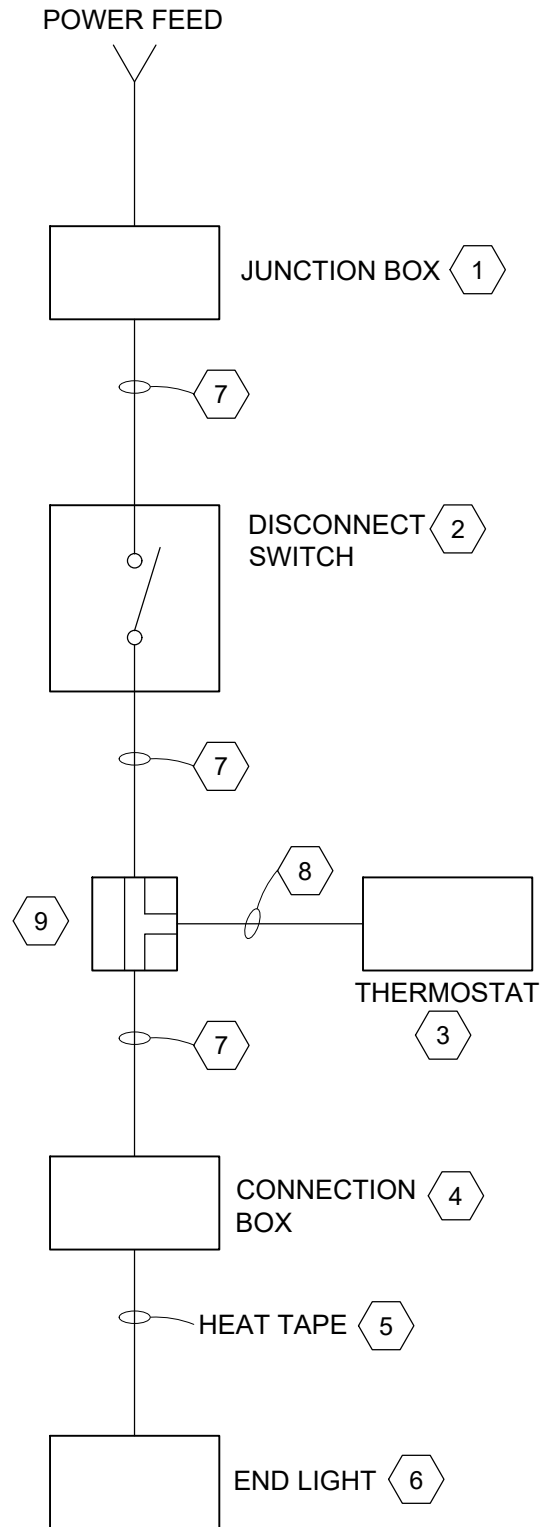 POWER FEED
JUNCTION BOX 1
7
DISCONNECT 2
SWITCH
7
8
9
THERMOSTAT
3
7
CONNECTION 4
BOX
HEAT TAPE 5
END LIGHT 6